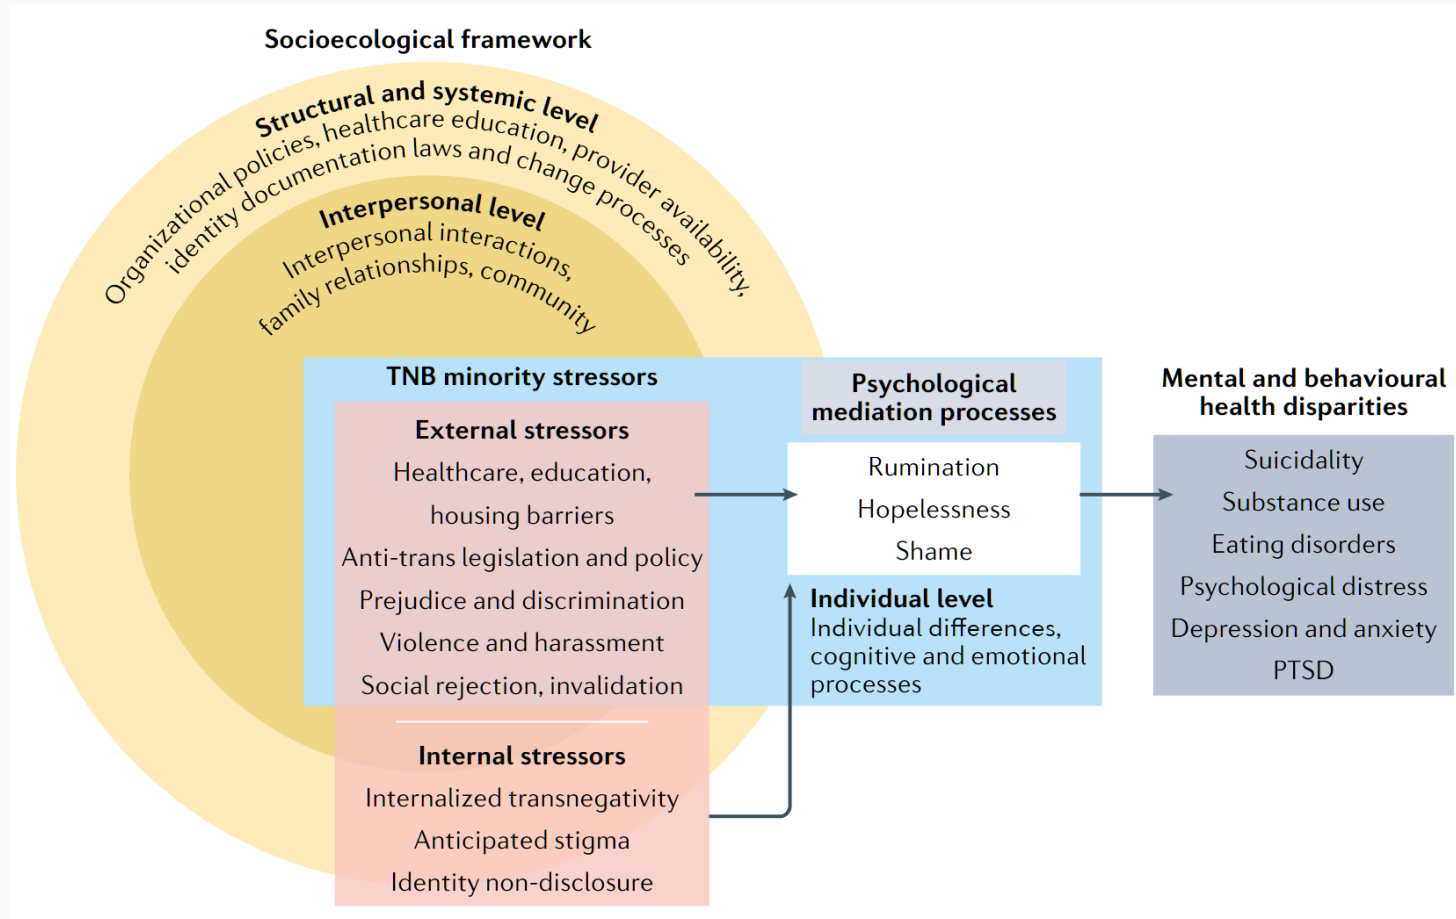 Socioecological framework
Structural and systemic level
Organizational policies, healthcare education, provider availability,
identity documentation laws and change processes
Interpersonal level
Interpersonal interactions,
family relationships, community
TNB minority stressors
External stressors
Healthcare, education,
housing barriers
Anti-trans legislation and policy
Prejudice and discrimination
Violence and harassment
Social rejection, invalidation
Internal stressors
Internalized transnegativity
Anticipated stigma
Identity non-disclosure
Psychological
mediation processes
Rumination
Hopelessness
Shame
Individual level
Individual differences,
cognitive and emotional
processes
Mental and behavioural
health disparities
Suicidality
Substance use
Eating disorders
Psychological distress
Depression and anxiety
PTSD